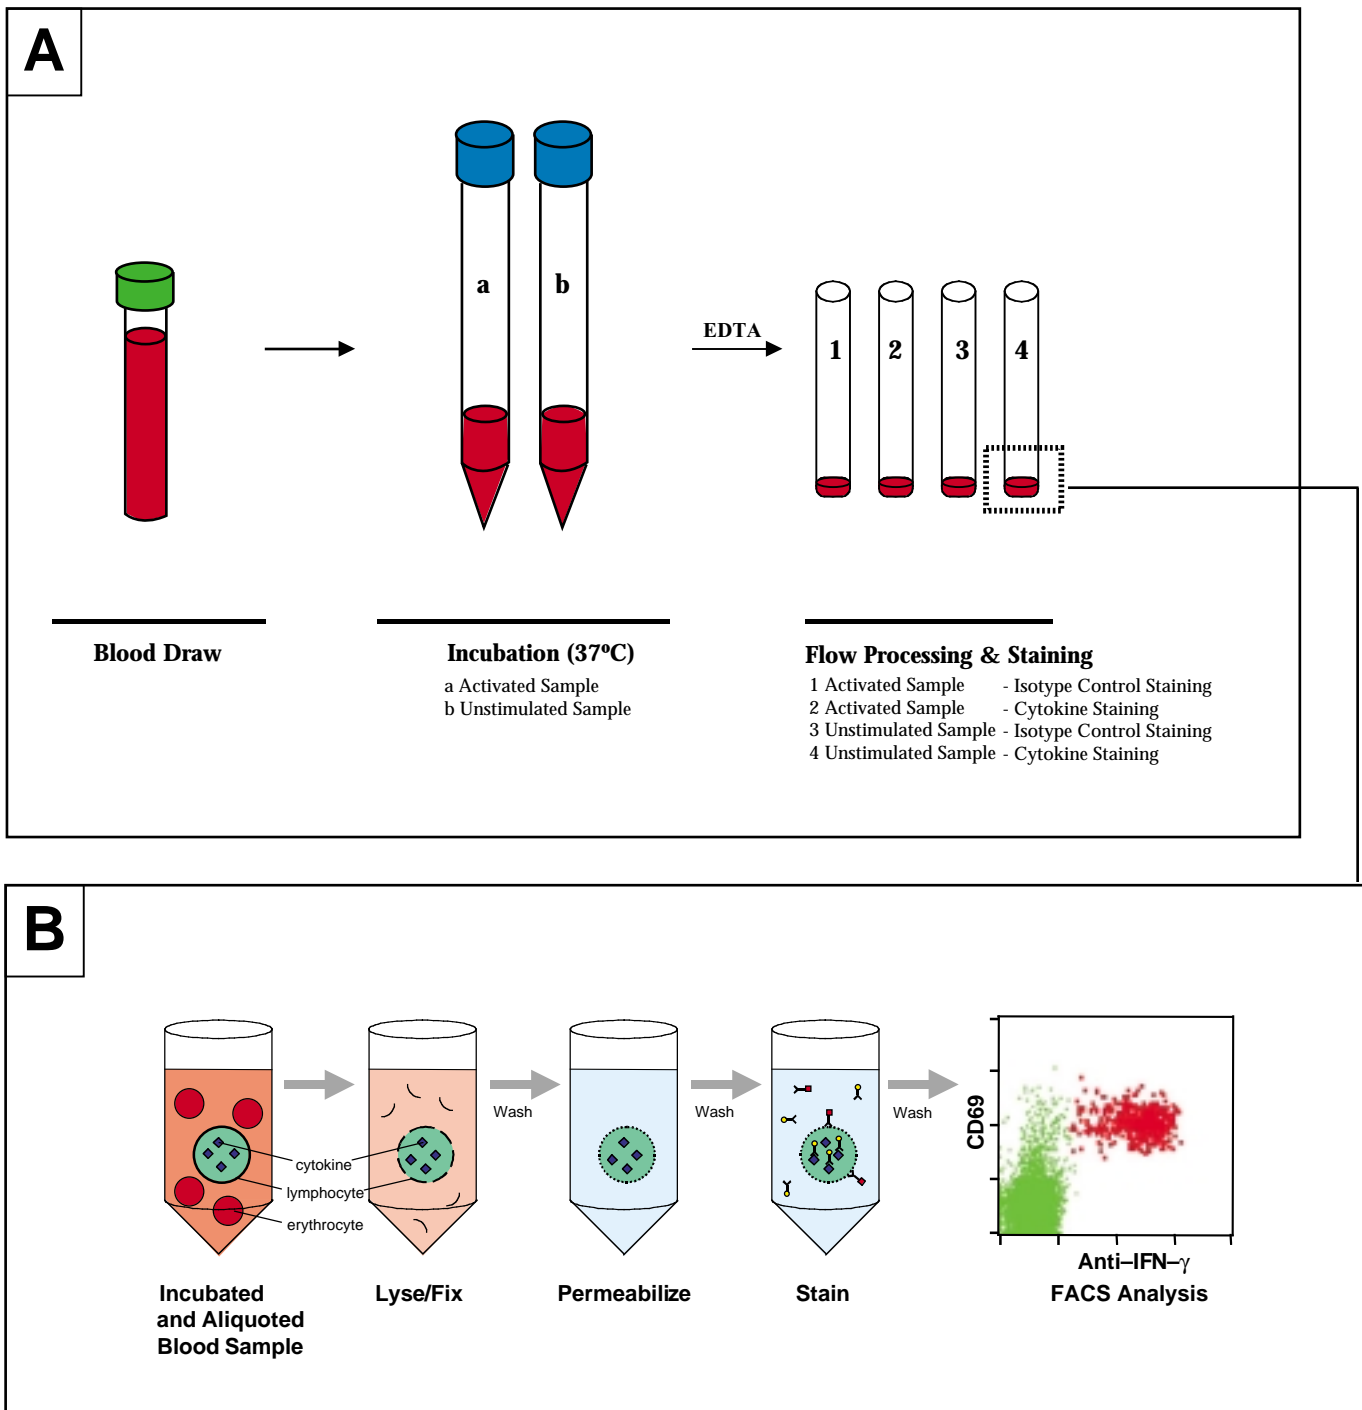 A
a
b
EDTA
1
2
3
4
Blood Draw
Incubation (37ºC)
a Activated Sample
b Unstimulated Sample
Flow Processing & Staining
1 Activated Sample - Isotype Control Staining
2 Activated Sample - Cytokine Staining
3 Unstimulated Sample - Isotype Control Staining
4 Unstimulated Sample - Cytokine Staining
B
Wash
Wash
Wash
cytokine
lymphocyte
erythrocyte
CD69
Anti–IFN–γ
Incubated
and Aliquoted
Blood Sample
Lyse/Fix
Permeabilize
Stain
FACS Analysis